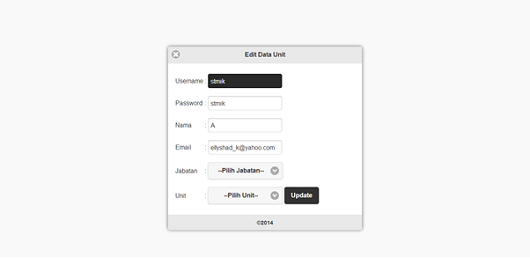 Edit Data Unit
Username : stmik
Password : stmik
Nama : A
Email : ellyshad_k@yahoo.com
Jabatan : --Pilih Jabatan--
Unit : --Pilih Unit-- Update
©2014